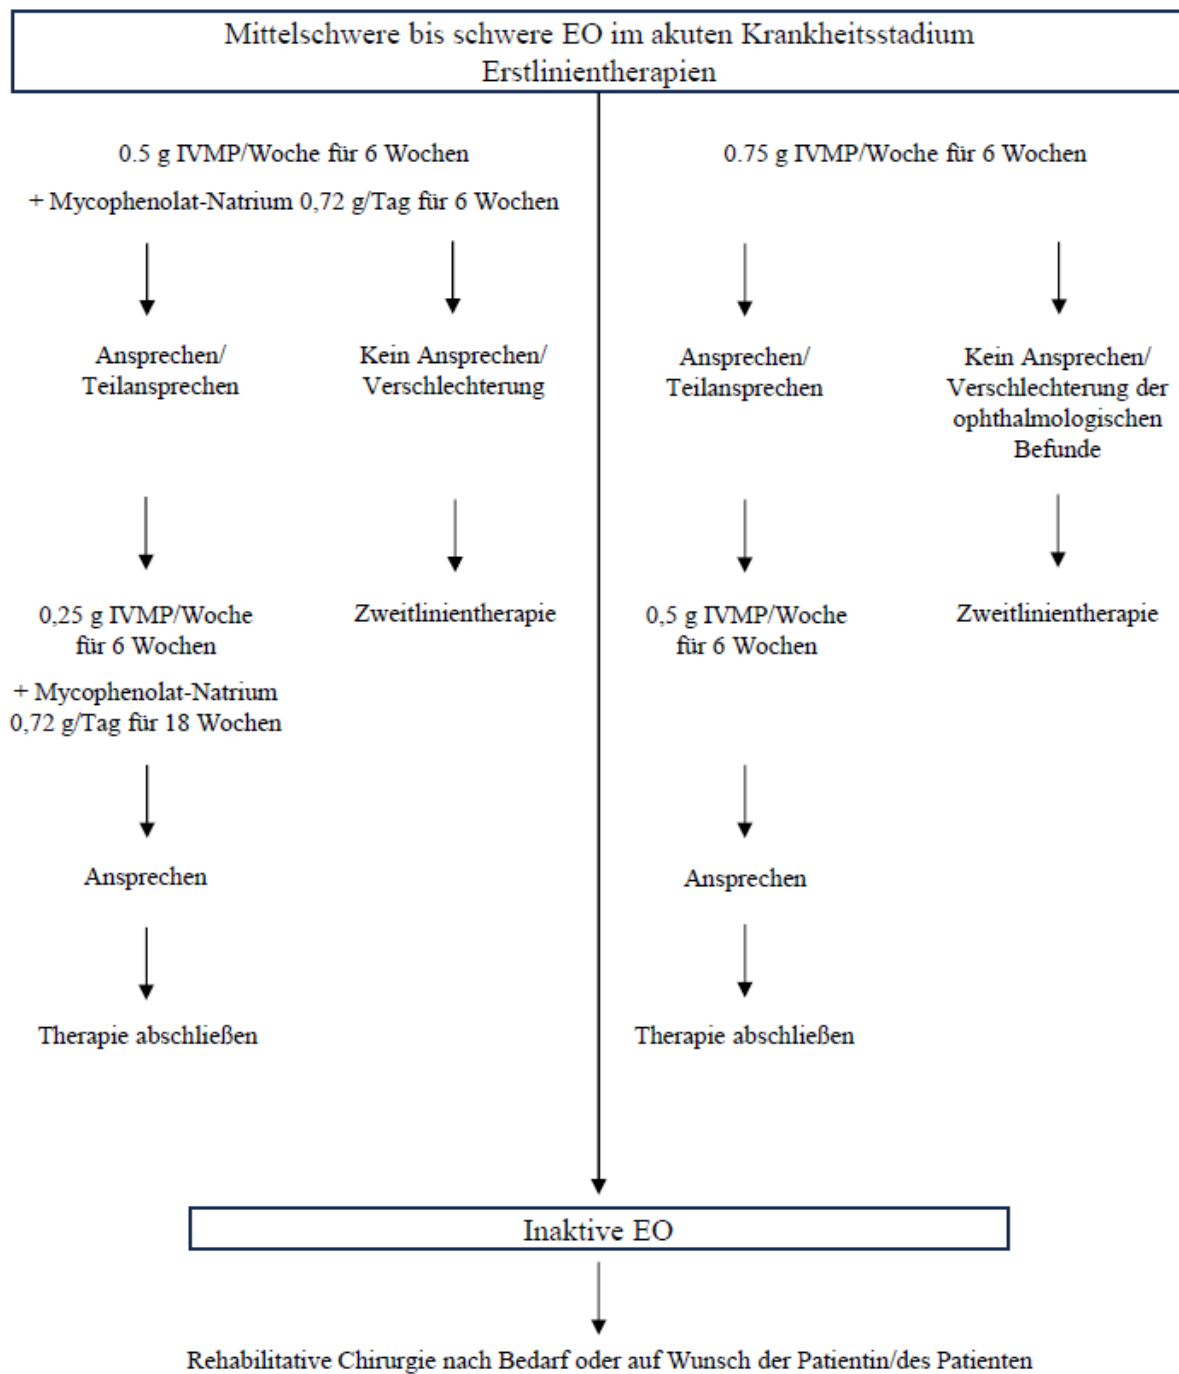 Mittelschwere bis schwere EO im akuten Krankheitsstadium
Erstlinientherapien
0.5 g IVMP/Woche für 6 Wochen
+ Mycophenolat-Natrium 0,72 g/Tag für 6 Wochen
0.75 g IVMP/Woche für 6 Wochen
Ansprechen/
Teilansprechen
Kein Ansprechen/
Verschlechterung
Ansprechen/
Teilansprechen
Kein Ansprechen/
Verschlechterung der
ophthalmologischen
Befunde
0,25 g IVMP/Woche
für 6 Wochen
+ Mycophenolat-Natrium
0,72 g/Tag für 18 Wochen
Zweitlinientherapie
0,5 g IVMP/Woche
für 6 Wochen
Zweitlinientherapie
Ansprechen
Ansprechen
Therapie abschließen
Therapie abschließen
Inaktive EO
Rehabilitative Chirurgie nach Bedarf oder auf Wunsch der Patientin/des Patienten